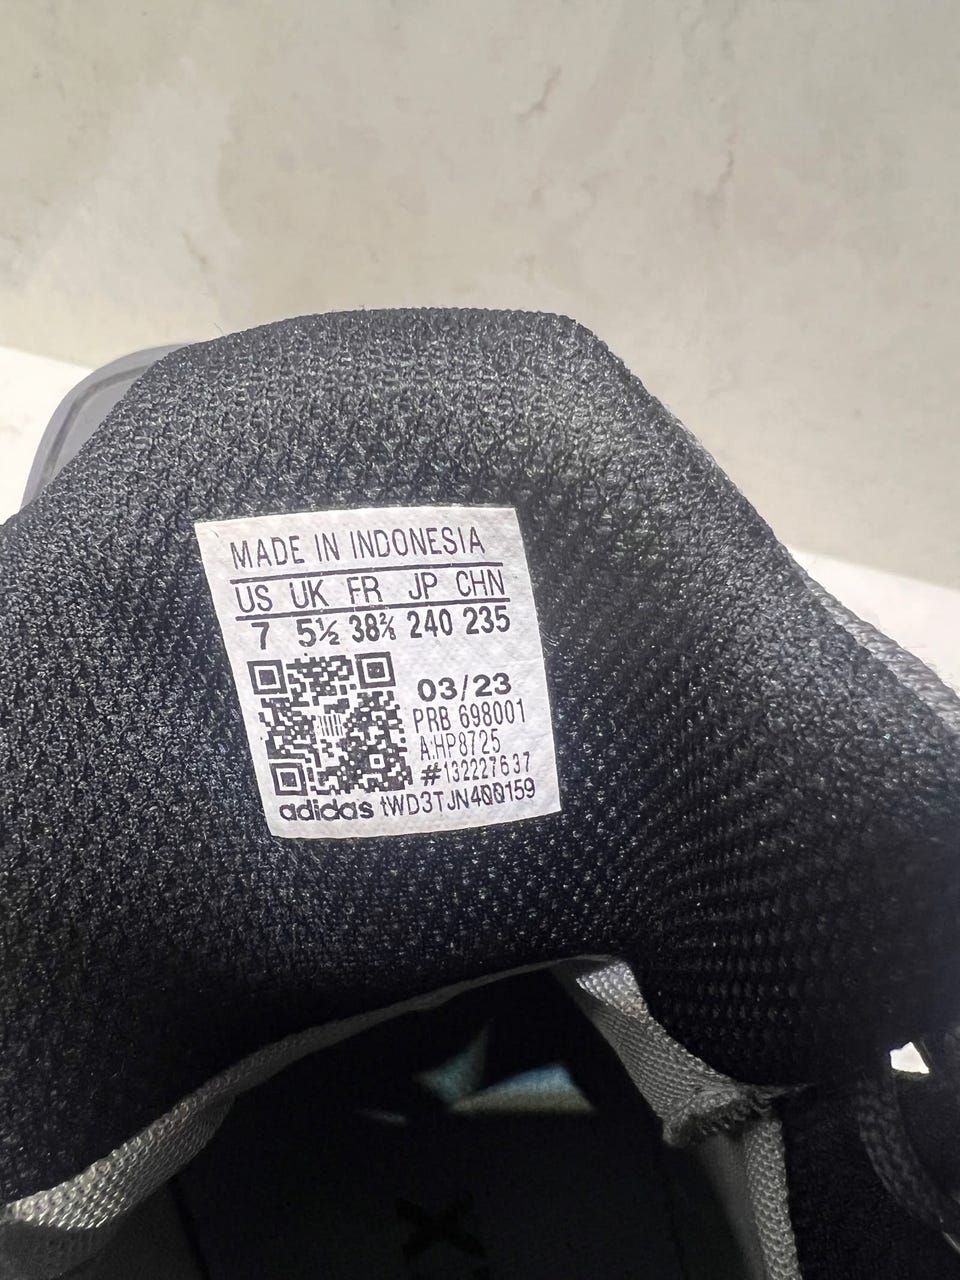 MADE IN INDONESIA
US UK FR JP CHN
7 5½ 38⅔ 240 235
03/23
PRB 698001
A:HP8725
#132227637
adidas tWD3TJN400159